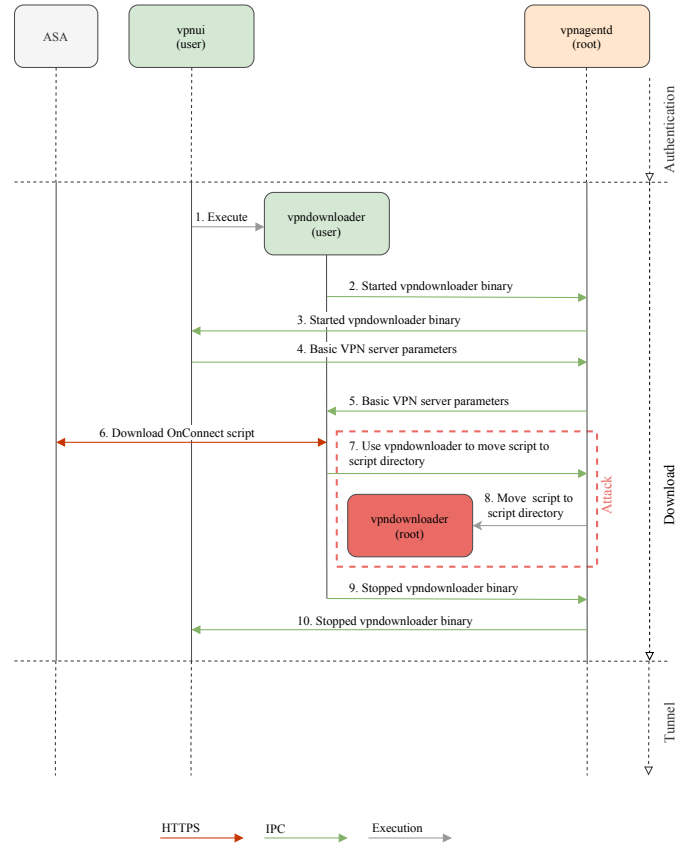 ASA
vpnui
(user)
vpnagentd
(root)
Authentication
1. Execute
vpndownloader
(user)
2. Started vpndownloader binary
3. Started vpndownloader binary
4. Basic VPN server parameters
5. Basic VPN server parameters
6. Download OnConnect script
7. Use vpndownloader to move script to
script directory
Attack
8. Move script to
script directory
vpndownloader
(root)
Download
9. Stopped vpndownloader binary
10. Stopped vpndownloader binary
Tunnel
HTTPS
IPC
Execution